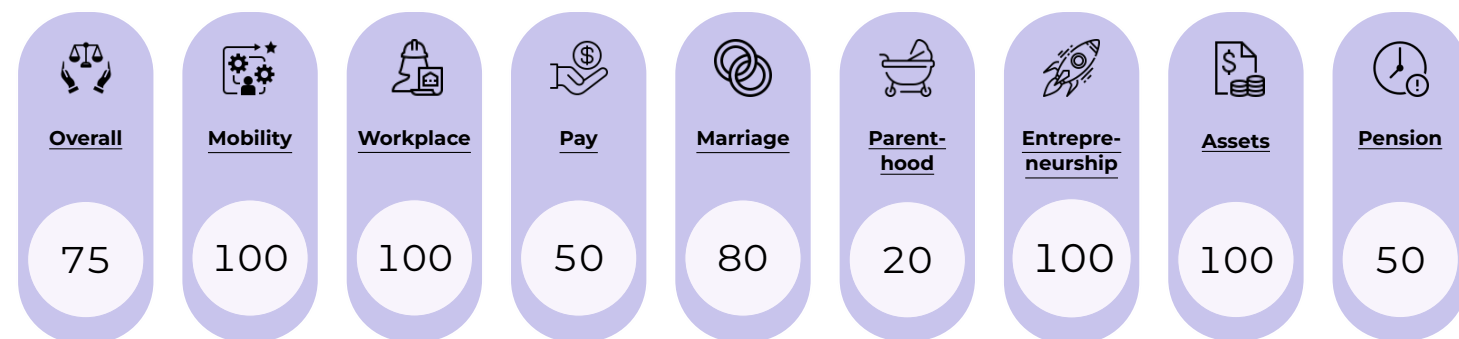 Overall
Mobility
Workplace
Pay
Marriage
Parent-
hood
Entrepre-
neurship
Assets
Pension
75
100
100
50
80
20
100
100
50